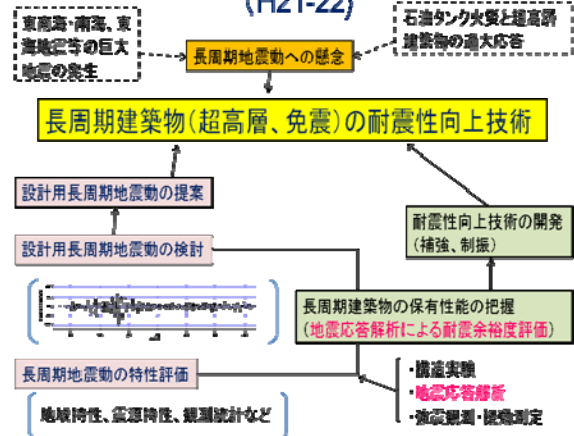 (H21-22)
東南海・南海、東
海地震等の巨大
地震の発生
石油タンク火災と超高層
建築物の過大応答
長周期地震動への懸念
長周期建築物(超高層、免震)の耐震性向上技術
設計用長周期地震動の提案
耐震性向上技術の開発
(補強、制振)
設計用長周期地震動の検討
長周期建築物の保有性能の把握
(地震応答解析による耐震余裕度評価)
長周期地震動の特性評価
・構造実験
・地震応答解析
・強震観測・微動測定
地域特性、震源特性、観測統計など